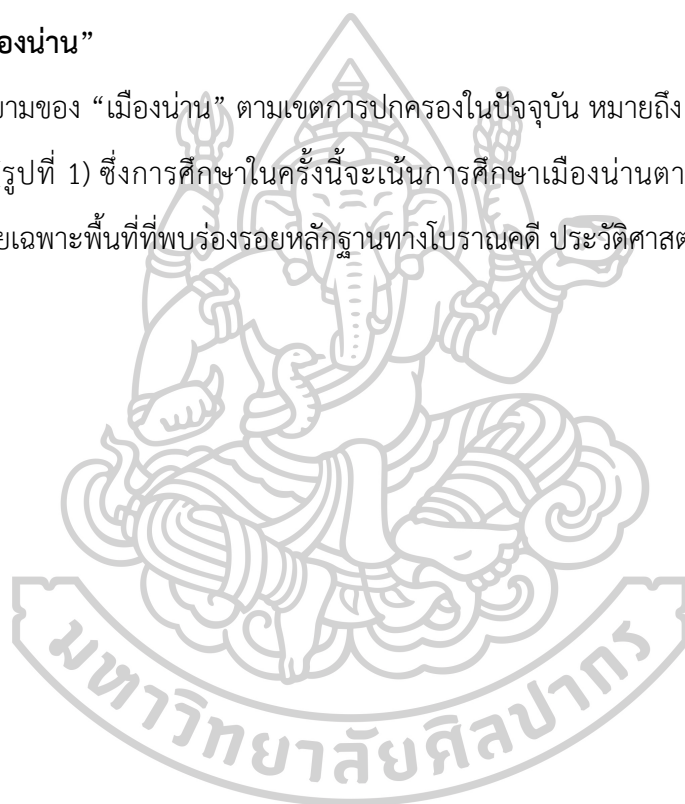 องน่าน”
ยามของ “เมืองน่าน” ตามเขตการปกครองในปัจจุบัน หมายถึง
รูปที่ 1) ซึ่งการศึกษาในครั้งนี้จะเน้นการศึกษาเมืองน่านตา
ยเฉพาะพื้นที่ที่พบร่องรอยหลักฐานทางโบราณคดี ประวัติศาสต
มหาวิทยาลัยศิลปากร